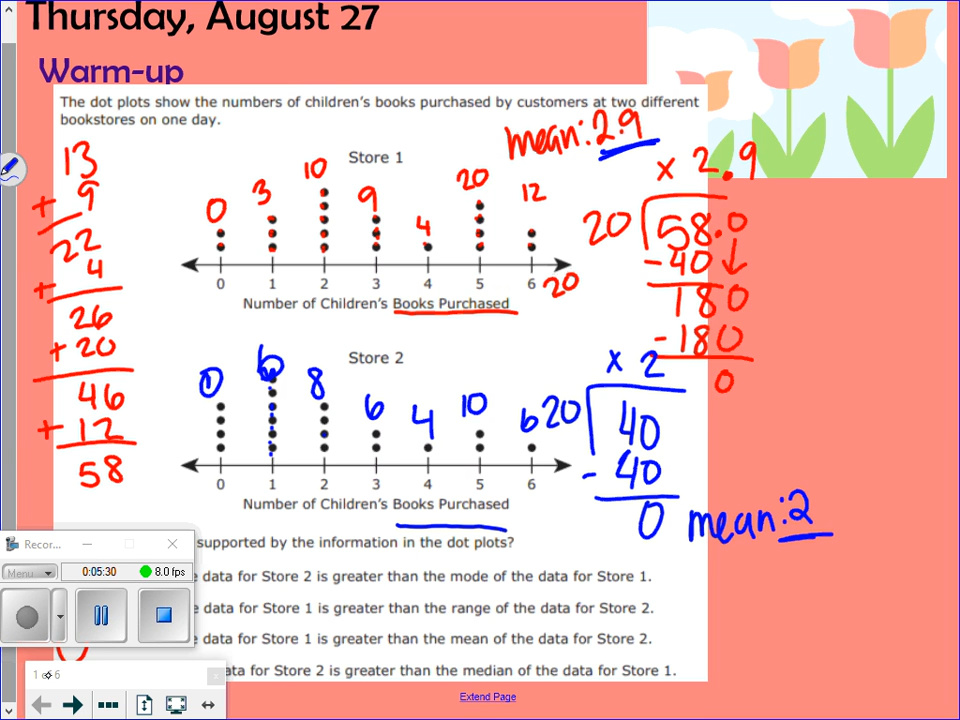 Thursday, August 27
Warm-up
The dot plots show the numbers of children's books purchased by customers at two different
bookstores on one day.
mean: 2.9
Store 1
0 3 10 9 4 20 12
0 1 2 3 4 5 6
20
Number of Children's Books Purchased
13
+ 9
22
+ 4
26
+ 20
46
+ 12
58
x 2.9
20 58.0
- 40
180
- 180
0
Store 2
0 6 8 6 4 10 6
0 1 2 3 4 5 6
Number of Children's Books Purchased
x 2
20 40
- 40
0
mean: 2
supported by the information in the dot plots?
data for Store 2 is greater than the mode of the data for Store 1.
data for Store 1 is greater than the range of the data for Store 2.
data for Store 1 is greater than the mean of the data for Store 2.
for Store 2 is greater than the median of the data for Store 1.
Recor...
Menu 0:05:30 8.0 fps
Extend Page